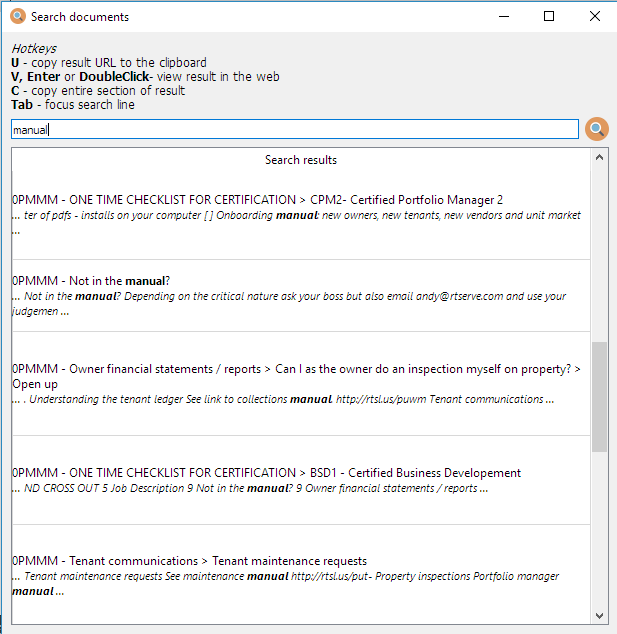 Search documents
Hotkeys
U - copy result URL to the clipboard
V, Enter or DoubleClick- view result in the web
C - copy entire section of result
Tab - focus search line
manual
Search results
0PMMM - ONE TIME CHECKLIST FOR CERTIFICATION > CPM2- Certified Portfolio Manager 2
... ter of pdfs - installs on your computer [ ] Onboarding manual: new owners, new tenants, new vendors and unit market
...
0PMMM - Not in the manual?
... Not in the manual? Depending on the critical nature ask your boss but also email andy@rtserve.com and use your
judgemen ...
0PMMM - Owner financial statements / reports > Can I as the owner do an inspection myself on property? >
Open up
... . Understanding the tenant ledger See link to collections manual. http://rtsl.us/puwm Tenant communications ...
0PMMM - ONE TIME CHECKLIST FOR CERTIFICATION > BSD1 - Certified Business Developement
... ND CROSS OUT 5 Job Description 9 Not in the manual? 9 Owner financial statements / reports ...
0PMMM - Tenant communications > Tenant maintenance requests
... Tenant maintenance requests See maintenance manual http://rtsl.us/put- Property inspections Portfolio manager
manual ...